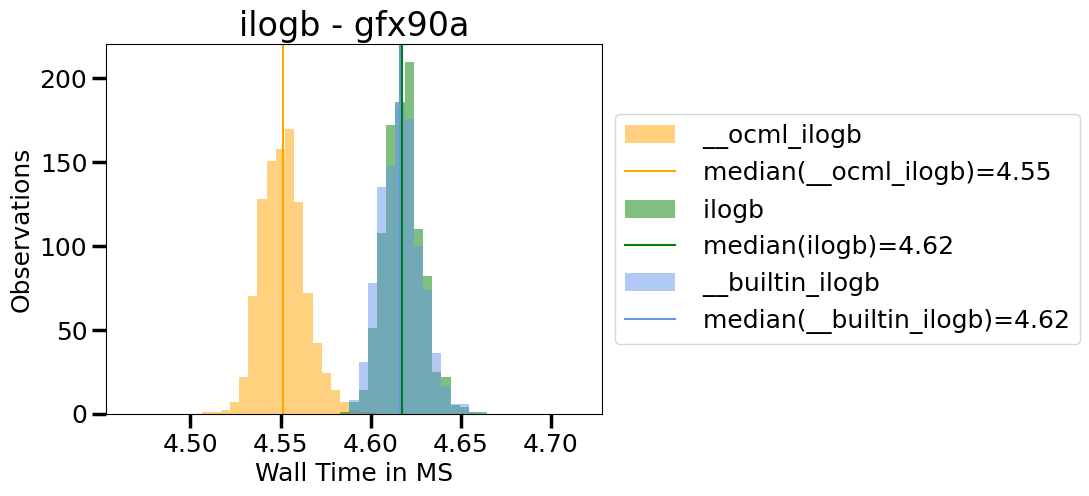 ilogb - gfx90a
Observations
200
150
100
50
0
4.50 4.55 4.60 4.65 4.70
Wall Time in MS
__ocml_ilogb
median(__ocml_ilogb)=4.55
ilogb
median(ilogb)=4.62
__builtin_ilogb
median(__builtin_ilogb)=4.62